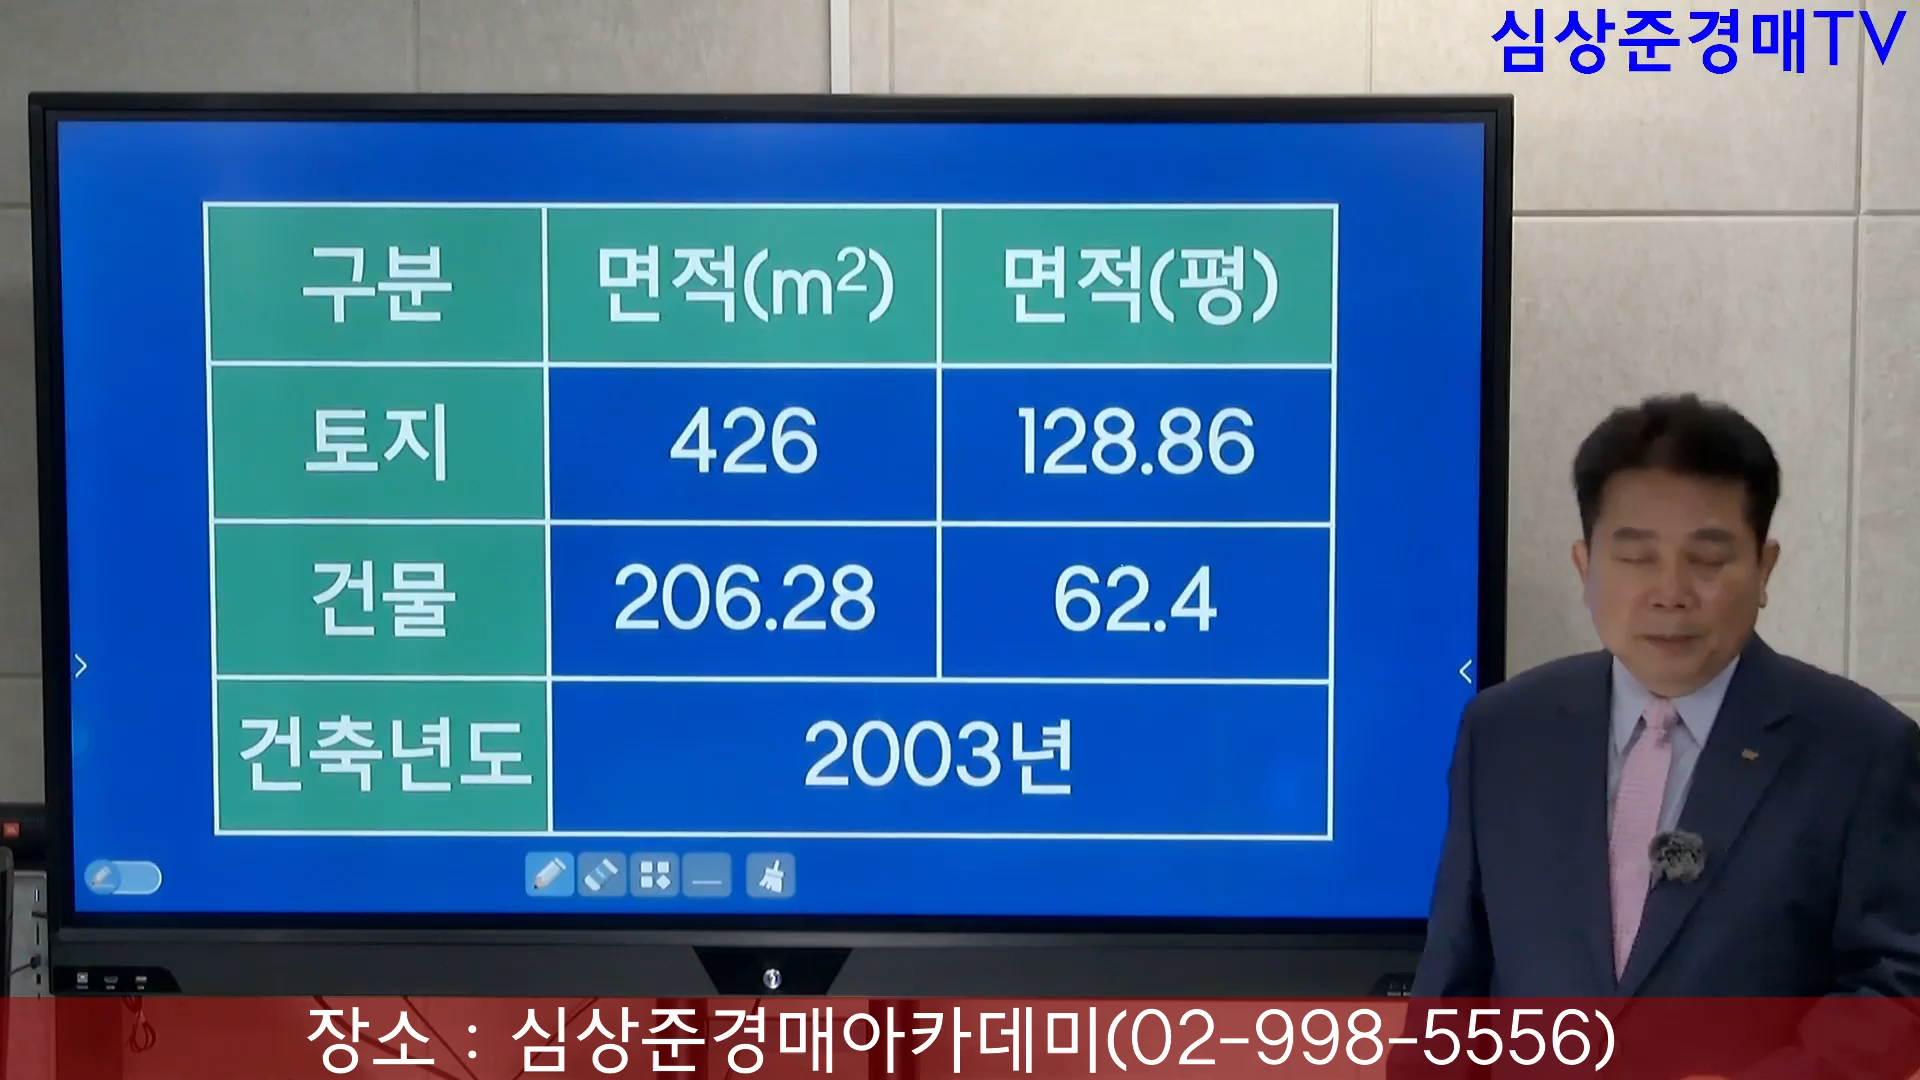 심상준경매TV
구분 면적(m²) 면적(평)
토지 426 128.86
건물 206.28 62.4
건축년도 2003년
장소 : 심상준경매아카데미(02-998-5556)